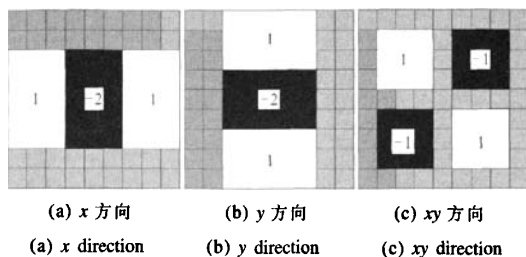 1 -2 1
1
-2
1
1 -1
-1 1
(a) x 方向 (b) y 方向 (c) xy 方向
(a) x direction (b) y direction (c) xy direction